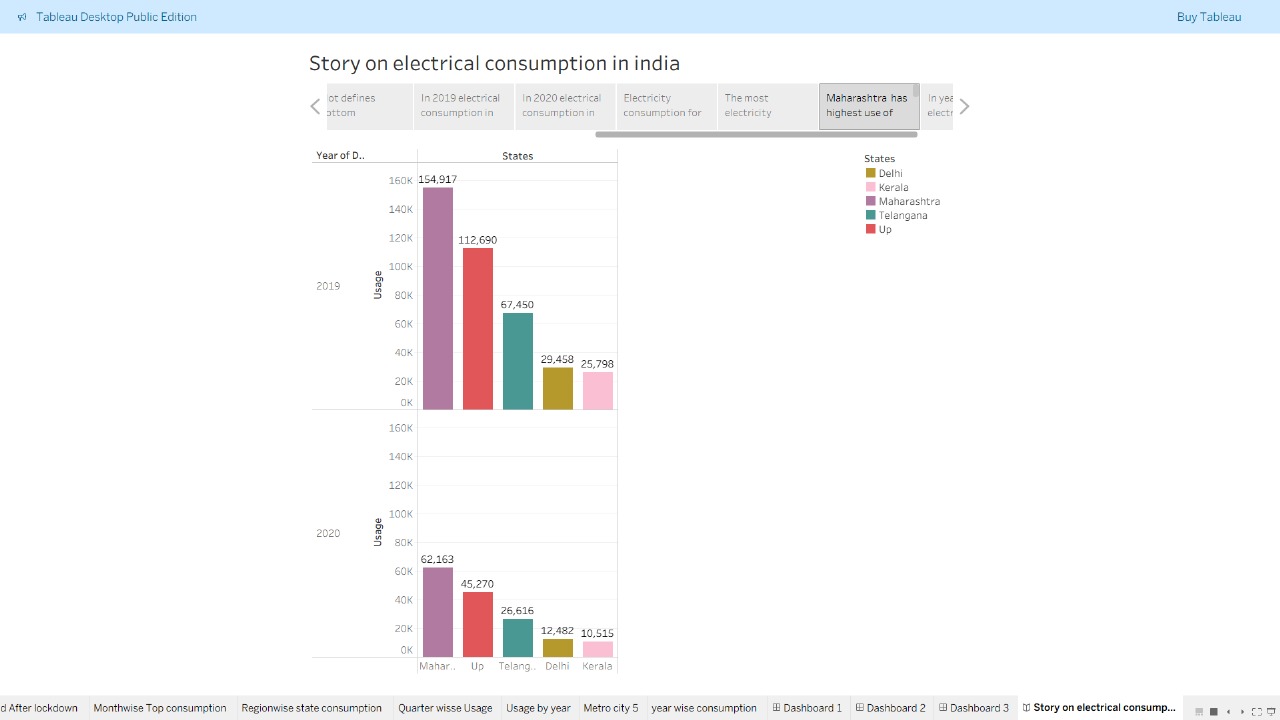 Tableau Desktop Public Edition
Buy Tableau
Story on electrical consumption in india
ot defines
ottom
In 2019 electrical
consumption in
In 2020 electrical
consumption in
Electricity
consumption for
The most
electricity
Maharashtra has
highest use of
In yea
electr
Year of D..
States
160K
140K
120K
100K
80K
60K
40K
20K
0K
Usage
2019
154,917
112,690
67,450
29,458
25,798
160K
140K
120K
100K
80K
60K
40K
20K
0K
Usage
2020
62,163
45,270
26,616
12,482
10,515
Mahar..
Up
Telang..
Delhi
Kerala
States
Delhi
Kerala
Maharashtra
Telangana
Up
d After lockdown
Monthwise Top consumption
Regionwise state consumption
Quarter wisse Usage
Usage by year
Metro city 5
year wise consumption
Dashboard 1
Dashboard 2
Dashboard 3
Story on electrical consump...